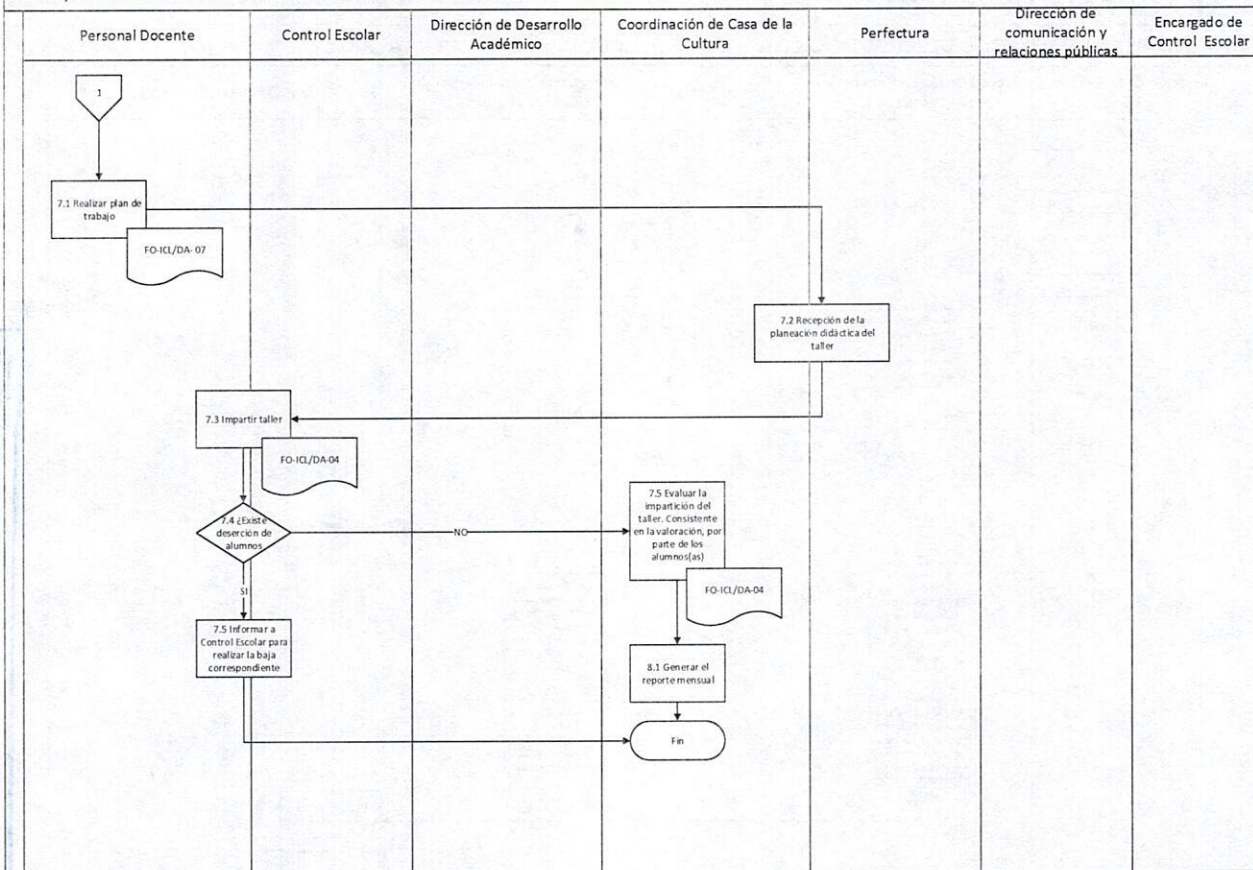 Personal Docente
Control Escolar
Dirección de Desarrollo
Académico
Coordinación de Casa de la
Cultura
Perfectura
Dirección de
comunicación y
relaciones públicas
Encargado de
Control Escolar
1
7.1 Realizar plan de
trabajo
FO-ICL/DA- 07
7.2 Recepción de la
planeación didáctica del
taller
7.3 Impartir taller
FO-ICL/DA-04
7.4 ¿Existe
deserción de
alumnos
NO
7.5 Evaluar la
impartición del
taller. Consistente
en la valoración, por
parte de los
alumnos(as)
FO-ICL/DA-04
SI
7.5 Informar a
Control Escolar para
realizar la baja
correspondiente
8.1 Generar el
reporte mensual
Fin